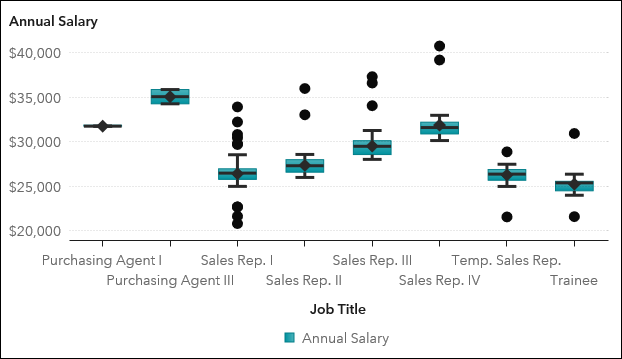 Annual Salary
$40,000
$35,000
$30,000
$25,000
$20,000
Purchasing Agent I
Sales Rep. I
Sales Rep. III
Temp. Sales Rep.
Purchasing Agent III
Sales Rep. II
Sales Rep. IV
Trainee
Job Title
Annual Salary